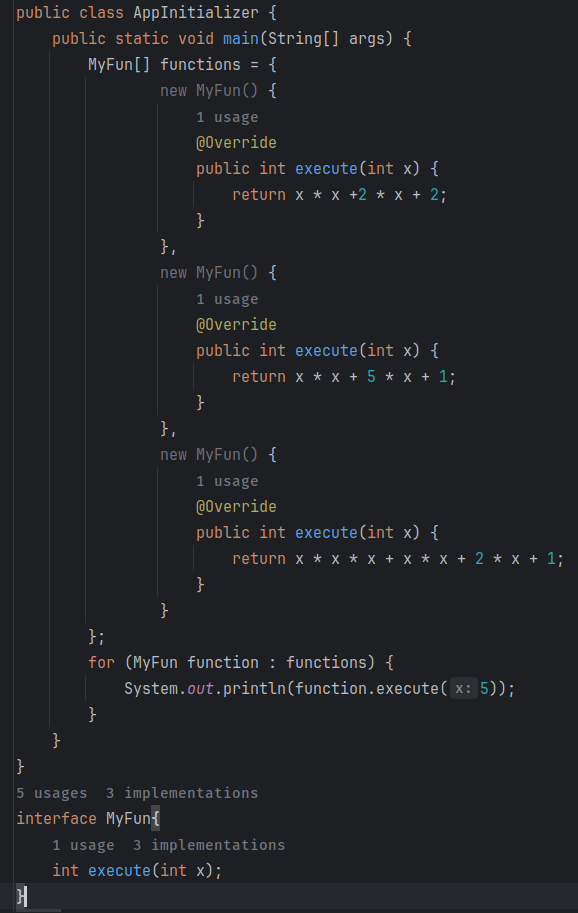 public class AppInitializer {
    public static void main(String[] args) {
        MyFun[] functions = {
                new MyFun() {
                    1 usage
                    @Override
                    public int execute(int x) {
                        return x * x +2 * x + 2;
                    }
                },
                new MyFun() {
                    1 usage
                    @Override
                    public int execute(int x) {
                        return x * x + 5 * x + 1;
                    }
                },
                new MyFun() {
                    1 usage
                    @Override
                    public int execute(int x) {
                        return x * x * x + x * x + 2 * x + 1;
                    }
                }
        };
        for (MyFun function : functions) {
            System.out.println(function.execute( x: 5));
        }
    }
}
5 usages  3 implementations
interface MyFun{
    1 usage  3 implementations
    int execute(int x);
}